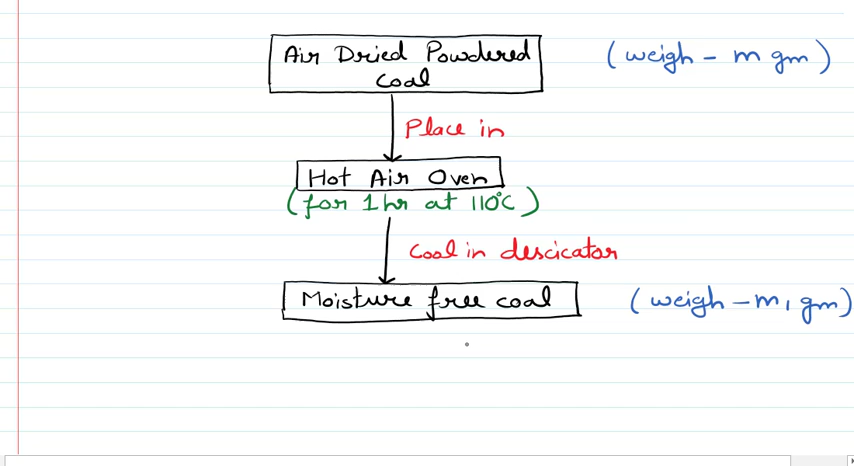 Air Dried Powdered (weigh - m gm)
coal
Place in
Hot Air Oven
(for 1 hr at 110°C)
Cool in descicator
Moisture free coal (weigh - m₁ gm)